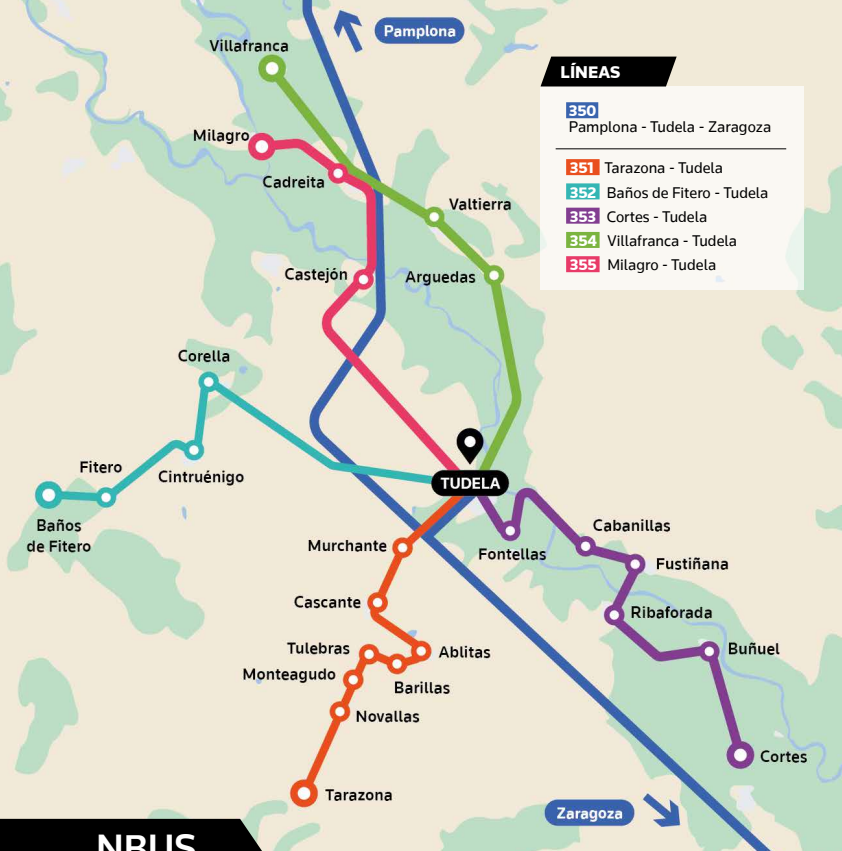 Pamplona
Villafranca
LÍNEAS
350
Pamplona - Tudela - Zaragoza
351 Tarazona - Tudela
352 Baños de Fitero - Tudela
353 Cortes - Tudela
354 Villafranca - Tudela
355 Milagro - Tudela
Milagro
Cadreita
Valtierra
Castejón
Arguedas
Corella
Fitero
Cintruénigo
TUDELA
Baños
de Fitero
Murchante
Fontellas
Cabanillas
Fustiñana
Cascante
Ribaforada
Tulebras
Ablitas
Buñuel
Monteagudo
Barillas
Novallas
Cortes
Tarazona
Zaragoza
NBUS